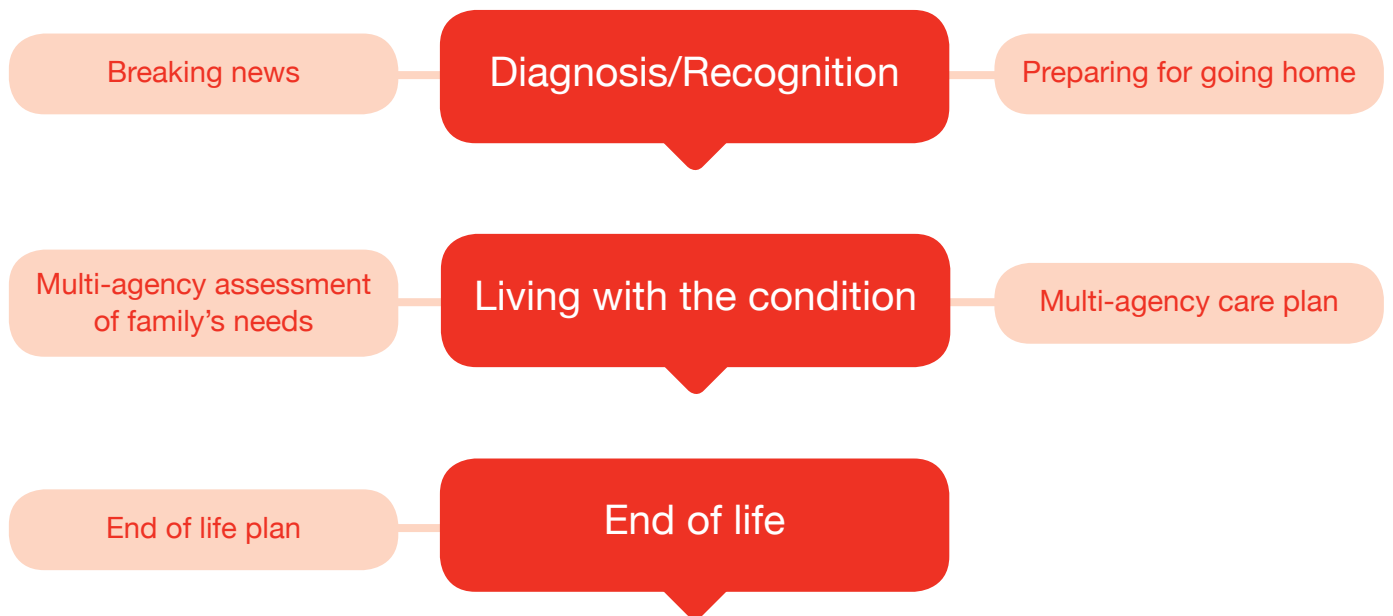 Breaking news
Diagnosis/Recognition
Preparing for going home
Multi-agency assessment
of family’s needs
Living with the condition
Multi-agency care plan
End of life plan
End of life